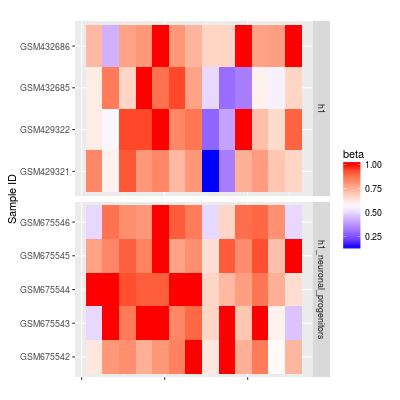 GSM432686
GSM432685
GSM429322
GSM429321
h1
GSM675546
GSM675545
GSM675544
GSM675543
GSM675542
h1_neuronal_progenitors
Sample ID
beta
1.00
0.75
0.50
0.25